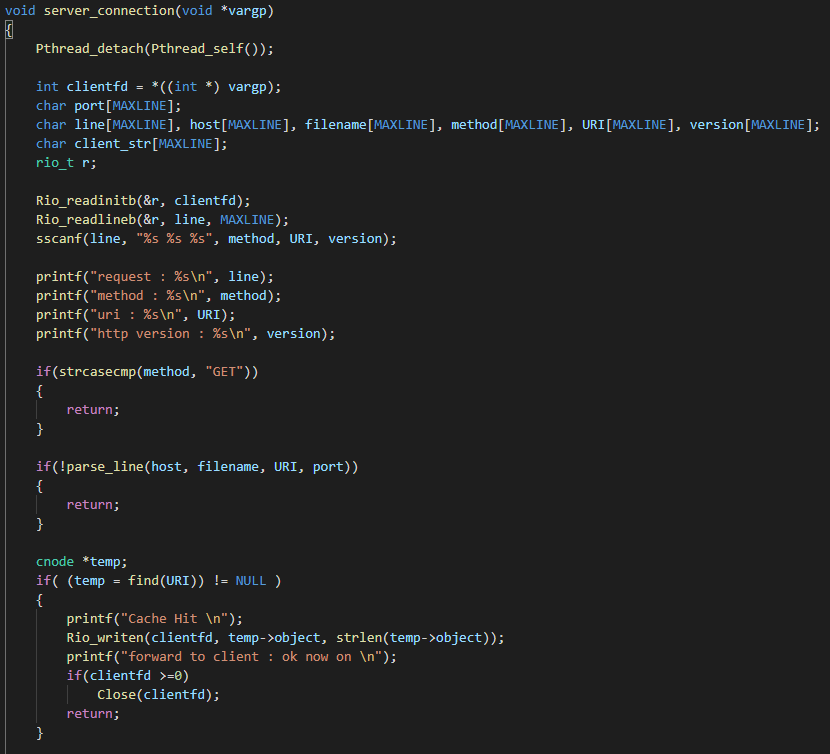 void server_connection(void *vargp)
{
    Pthread_detach(Pthread_self());

    int clientfd = *((int *) vargp);
    char port[MAXLINE];
    char line[MAXLINE], host[MAXLINE], filename[MAXLINE], method[MAXLINE], URI[MAXLINE], version[MAXLINE];
    char client_str[MAXLINE];
    rio_t r;

    Rio_readinitb(&r, clientfd);
    Rio_readlineb(&r, line, MAXLINE);
    sscanf(line, "%s %s %s", method, URI, version);

    printf("request : %s\n", line);
    printf("method : %s\n", method);
    printf("uri : %s\n", URI);
    printf("http version : %s\n", version);

    if(strcasecmp(method, "GET"))
    {
        return;
    }

    if(!parse_line(host, filename, URI, port))
    {
        return;
    }

    cnode *temp;
    if( (temp = find(URI)) != NULL )
    {
        printf("Cache Hit \n");
        Rio_writen(clientfd, temp->object, strlen(temp->object));
        printf("forward to client : ok now on \n");
        if(clientfd >=0)
            Close(clientfd);
        return;
    }